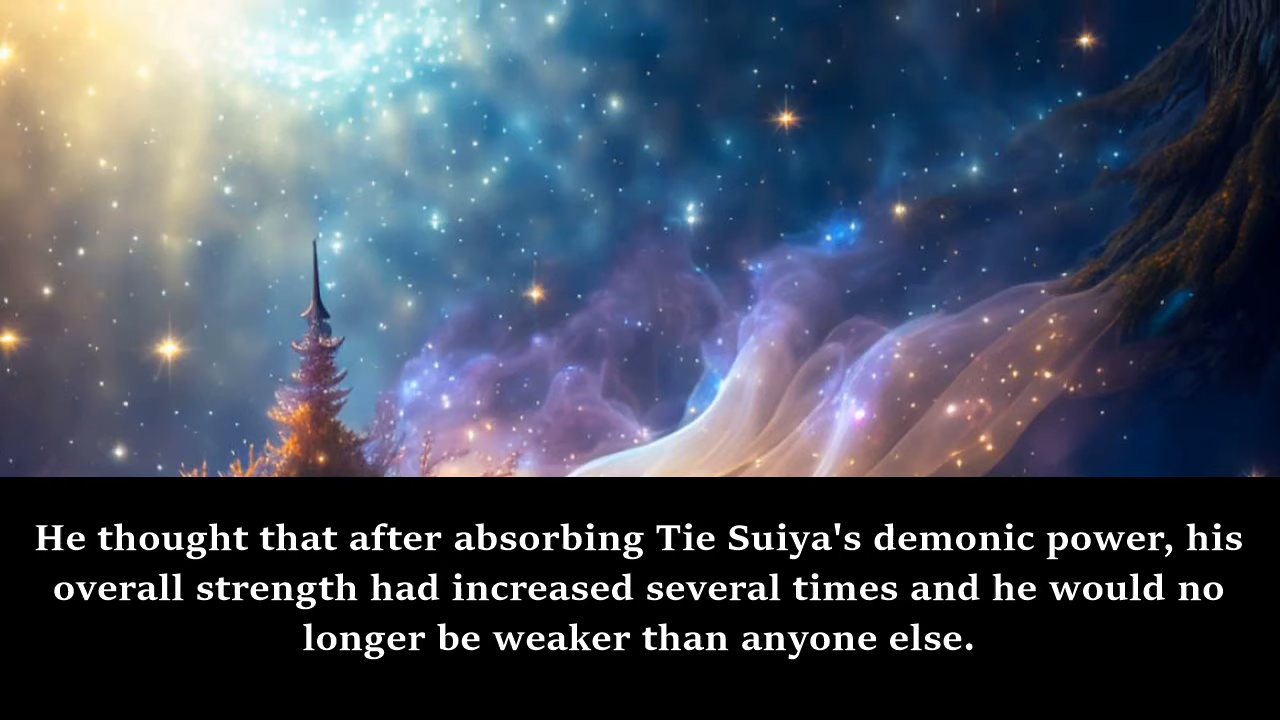 He thought that after absorbing Tie Suiya's demonic power, his
overall strength had increased several times and he would no
longer be weaker than anyone else.